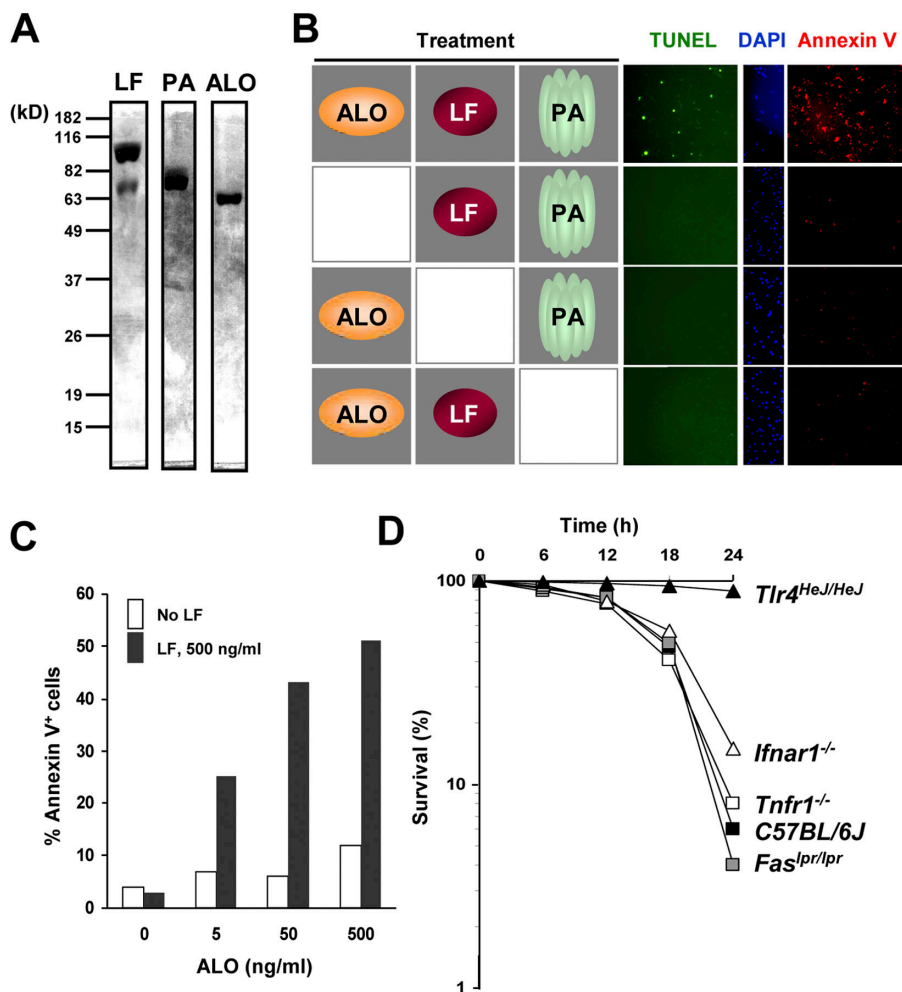 A
LF PA ALO
(kD)
182
116
82
63
49
37
26
19
15
B
Treatment
TUNEL DAPI Annexin V
ALO LF PA
LF PA
ALO PA
ALO LF
C
% Annexin V+ cells
60
50
40
30
20
10
0
No LF
LF, 500 ng/ml
0 5 50 500
ALO (ng/ml)
D
Time (h)
0 6 12 18 24
Survival (%)
100
10
1
Tlr4HeJ/HeJ
Ifnar1-/-
Tnfr1-/-
C57BL/6J
Faslpr/lpr